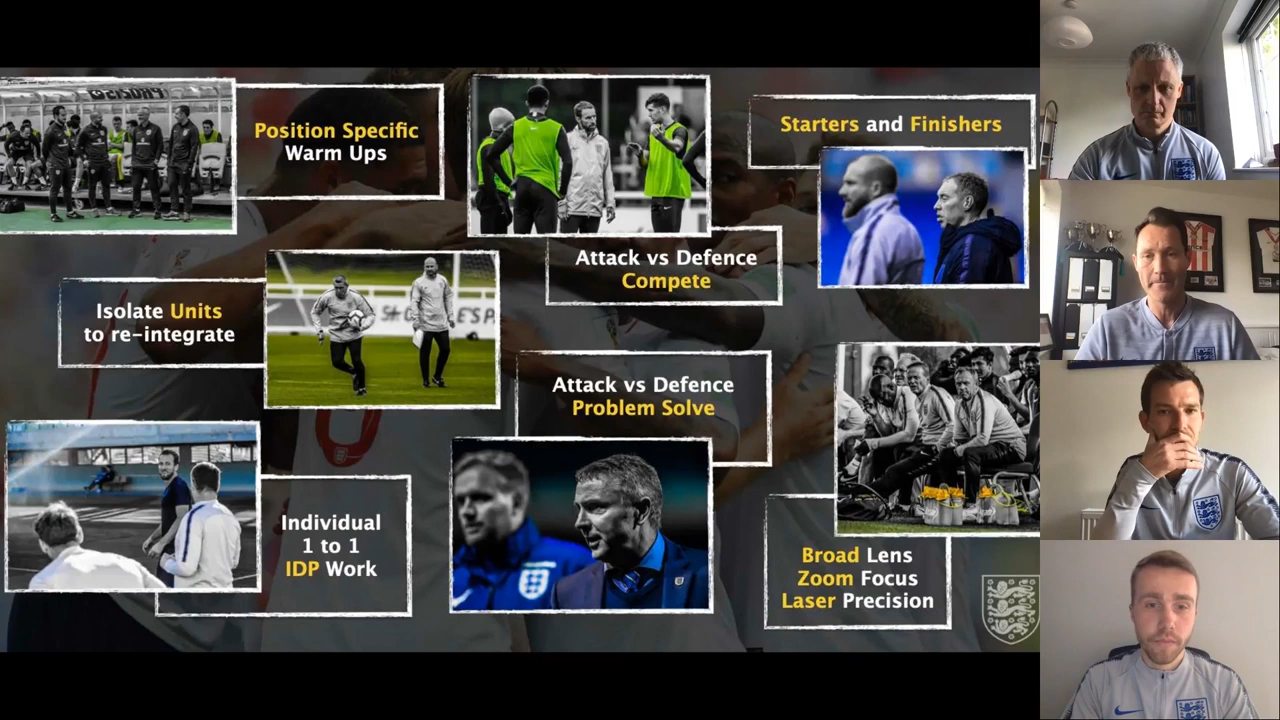 Position Specific
Warm Ups
Starters and Finishers
Attack vs Defence
Compete
Isolate Units
to re-integrate
Attack vs Defence
Problem Solve
Individual
1 to 1
IDP Work
Broad Lens
Zoom Focus
Laser Precision